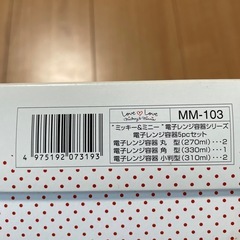 Love Love
Mickey & Minnie
MM-103
"ミッキー&ミニー"電子レンジ容器シリーズ
電子レンジ容器5pcセット
電子レンジ容器 丸 型(270ml)…2
電子レンジ容器 角 型(330ml)…1
電子レンジ容器 小判型(310ml)…2
4 975192 073193